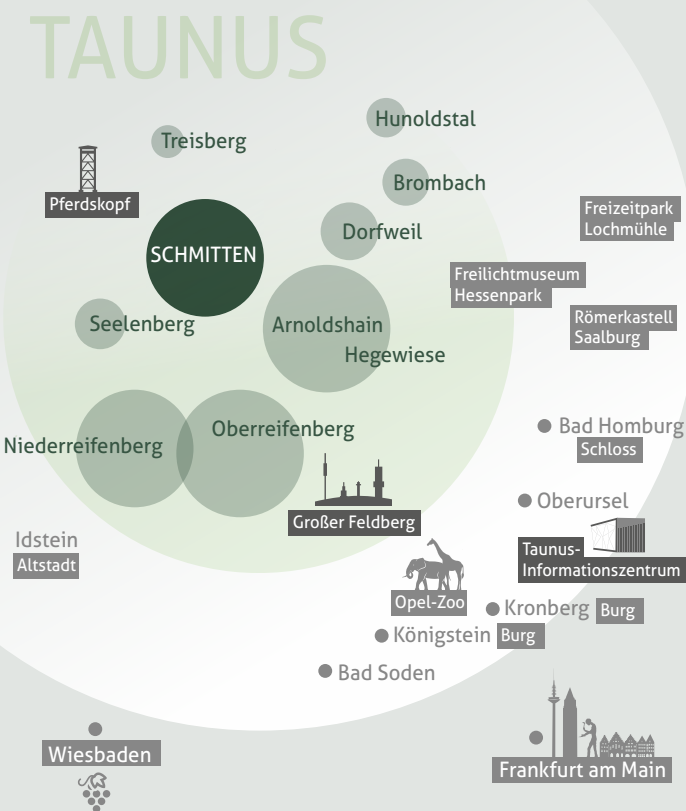 TAUNUS
Hunoldstal
Treisberg
Brombach
Pferdskopf
Freizeitpark
Lochmühle
Dorfweil
SCHMITTEN
Freilichtmuseum
Hessenpark
Römerkastell
Saalburg
Seelenberg
Arnoldshain
Hegewiese
Bad Homburg
Schloss
Oberreifenberg
Niederreifenberg
Oberursel
Großer Feldberg
Idstein
Altstadt
Taunus-
Informationszentrum
Opel-Zoo
Kronberg Burg
Königstein Burg
Bad Soden
Wiesbaden
Frankfurt am Main